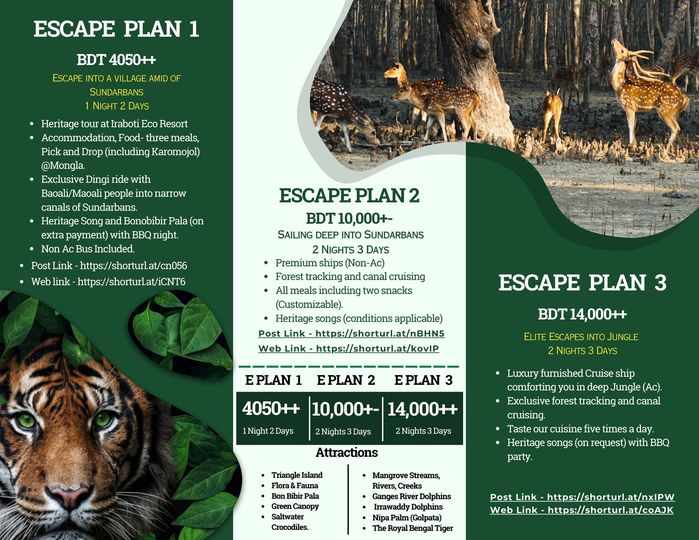 ESCAPE PLAN 1
BDT 4050++
ESCAPE INTO A VILLAGE AMID OF
SUNDARBANS
1 NIGHT 2 DAYS
• Heritage tour at Iraboti Eco Resort
• Accommodation, Food- three meals,
Pick and Drop (including Karomojol)
@Mongla.
• Exclusive Dingi ride with
Baoali/Maoali people into narrow
canals of Sundarbans.
• Heritage Song and Bonobibir Pala (on
extra payment) with BBQ night.
• Non Ac Bus Included.
• Post Link - https://shorturl.at/cn056
• Web link - https://shorturl.at/iCNT6
ESCAPE PLAN 2
BDT 10,000+-
SAILING DEEP INTO SUNDARBANS
2 NIGHTS 3 DAYS
• Premium ships (Non-Ac)
• Forest tracking and canal cruising
• All meals including two snacks
(Customizable).
• Heritage songs (conditions applicable)
Post Link - https://shorturl.at/nBHN5
Web Link - https://shorturl.at/kovIP
E PLAN 1 E PLAN 2 E PLAN 3
4050++ 10,000+- 14,000++
1 Night 2 Days 2 Nights 3 Days 2 Nights 3 Days
Attractions
• Triangle Island
• Flora & Fauna
• Bon Bibir Pala
• Green Canopy
• Saltwater
Crocodiles.
• Mangrove Streams,
Rivers, Creeks
• Ganges River Dolphins
• Irrawaddy Dolphins
• Nipa Palm (Golpata)
• The Royal Bengal Tiger
ESCAPE PLAN 3
BDT 14,000++
ELITE ESCAPES INTO JUNGLE
2 NIGHTS 3 DAYS
• Luxury furnished Cruise ship
comforting you in deep Jungle (Ac).
• Exclusive forest tracking and canal
cruising.
• Taste our cuisine five times a day.
• Heritage songs (on request) with BBQ
party.
Post Link - https://shorturl.at/nxIPW
Web Link - https://shorturl.at/coAJK